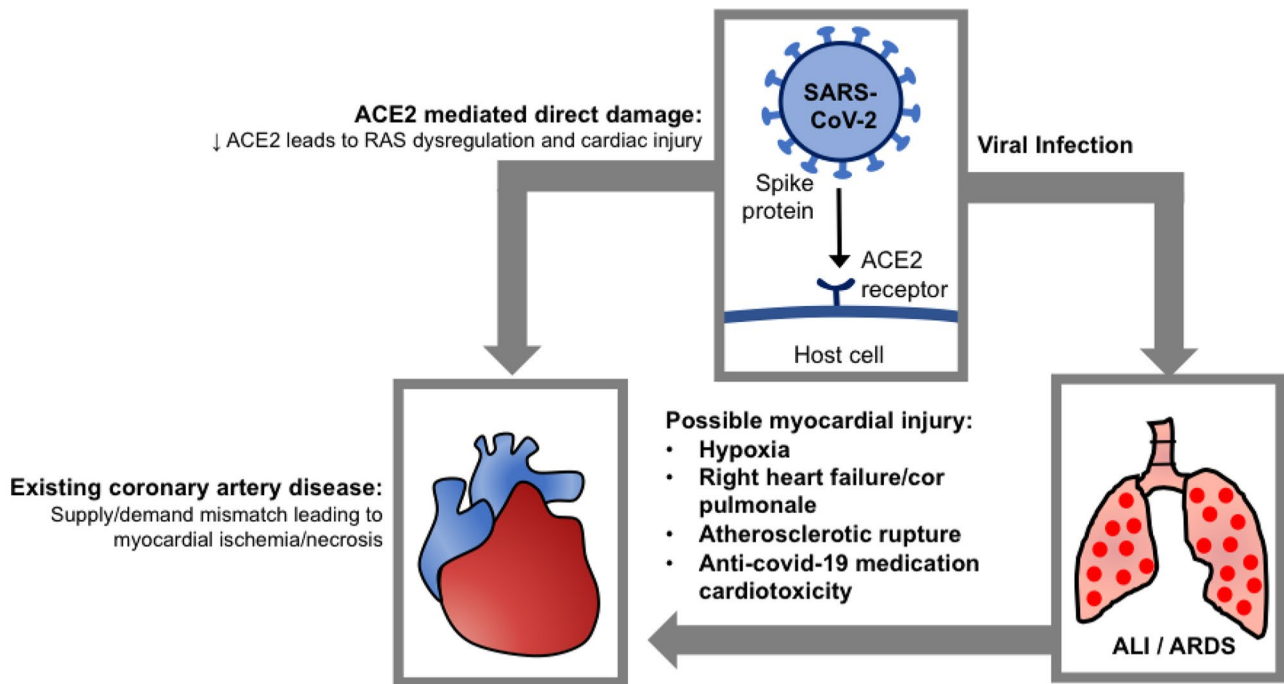 SARS-
CoV-2
Spike
protein
ACE2
receptor
Host cell
ACE2 mediated direct damage:
↓ ACE2 leads to RAS dysregulation and cardiac injury
Viral Infection
Existing coronary artery disease:
Supply/demand mismatch leading to
myocardial ischemia/necrosis
Possible myocardial injury:
• Hypoxia
• Right heart failure/cor
pulmonale
• Atherosclerotic rupture
• Anti-covid-19 medication
cardiotoxicity
ALI / ARDS